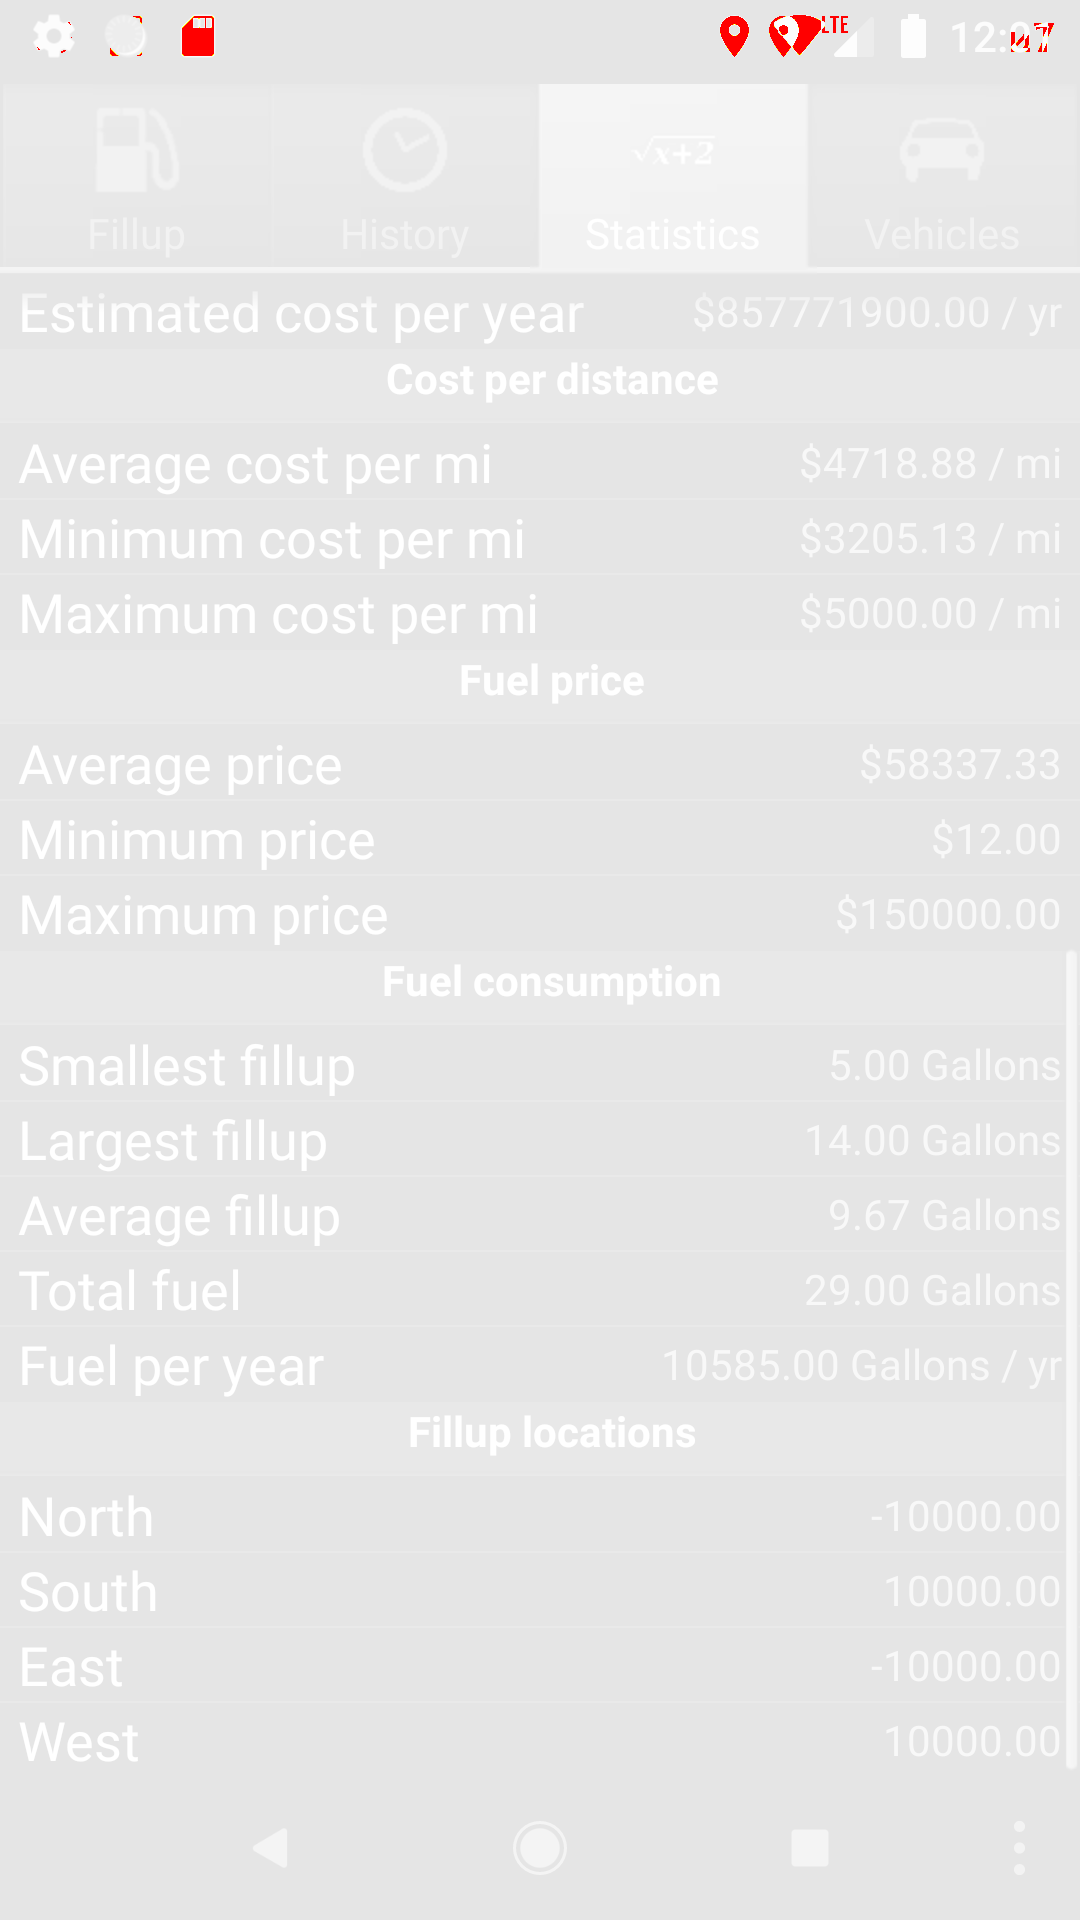 LTE
Fillup History √x+2 Statistics Vehicles
Estimated cost per year $857771900.00 / yr
Cost per distance
Average cost per mi $4718.88 / mi
Minimum cost per mi $3205.13 / mi
Maximum cost per mi $5000.00 / mi
Fuel price
Average price $58337.33
Minimum price $12.00
Maximum price $150000.00
Fuel consumption
Smallest fillup 5.00 Gallons
Largest fillup 14.00 Gallons
Average fillup 9.67 Gallons
Total fuel 29.00 Gallons
Fuel per year 10585.00 Gallons / yr
Fillup locations
North -10000.00
South 10000.00
East -10000.00
West 10000.00